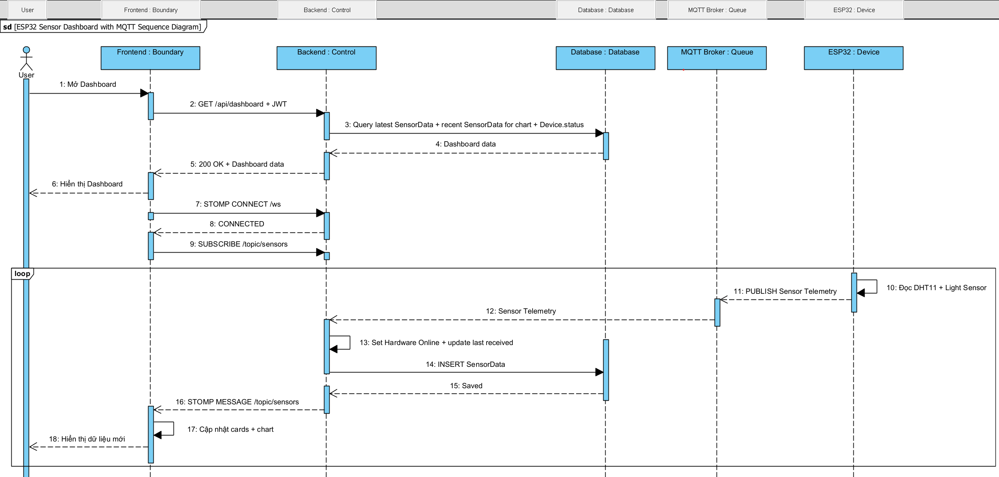 User
Frontend : Boundary
Backend : Control
Database : Database
MQTT Broker : Queue
ESP32 : Device
sd [ESP32 Sensor Dashboard with MQTT Sequence Diagram]
Frontend : Boundary
Backend : Control
Database : Database
MQTT Broker : Queue
ESP32 : Device
User
1: Mở Dashboard
2: GET /api/dashboard + JWT
3: Query latest SensorData + recent SensorData for chart + Device.status
4: Dashboard data
5: 200 OK + Dashboard data
6: Hiển thị Dashboard
7: STOMP CONNECT /ws
8: CONNECTED
9: SUBSCRIBE /topic/sensors
loop
10: Đọc DHT11 + Light Sensor
11: PUBLISH Sensor Telemetry
12: Sensor Telemetry
13: Set Hardware Online + update last received
14: INSERT SensorData
15: Saved
16: STOMP MESSAGE /topic/sensors
17: Cập nhật cards + chart
18: Hiển thị dữ liệu mới